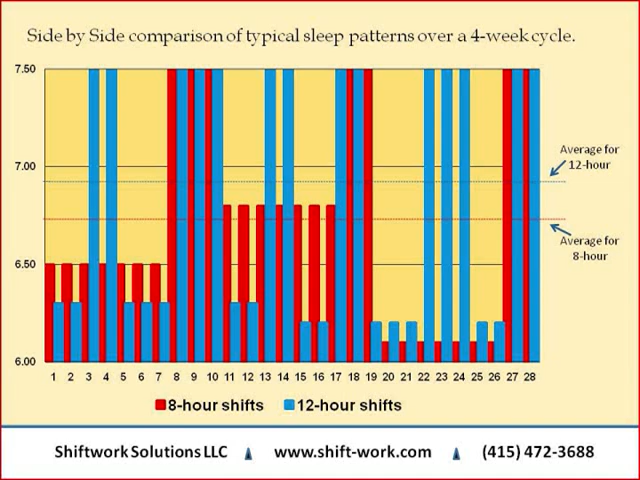 Side by Side comparison of typical sleep patterns over a 4-week cycle.
7.50
7.00
6.50
6.00
Average for
12-hour
Average for
8-hour
1 2 3 4 5 6 7 8 9 10 11 12 13 14 15 16 17 18 19 20 21 22 23 24 25 26 27 28
8-hour shifts 12-hour shifts
Shiftwork Solutions LLC www.shift-work.com (415) 472-3688